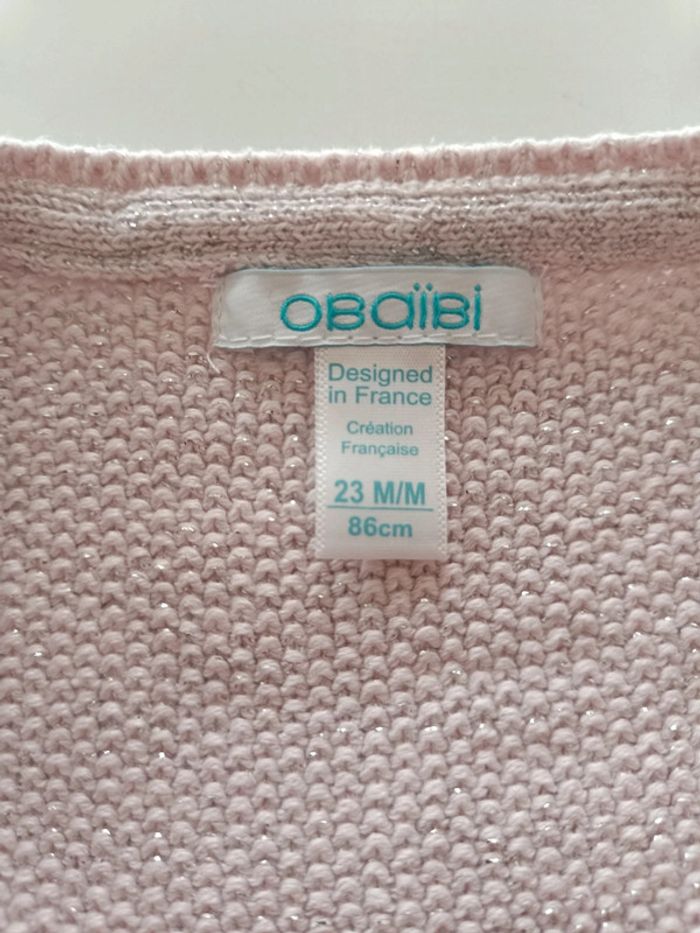 OBaïBi
Designed
in France
Création
Française
23 M/M
86cm